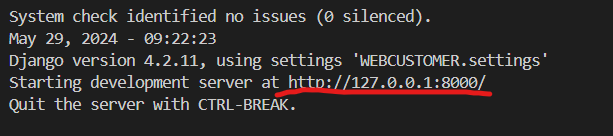 System check identified no issues (0 silenced).
May 29, 2024 - 09:22:23
Django version 4.2.11, using settings 'WEBCUSTOMER.settings'
Starting development server at http://127.0.0.1:8000/
Quit the server with CTRL-BREAK.